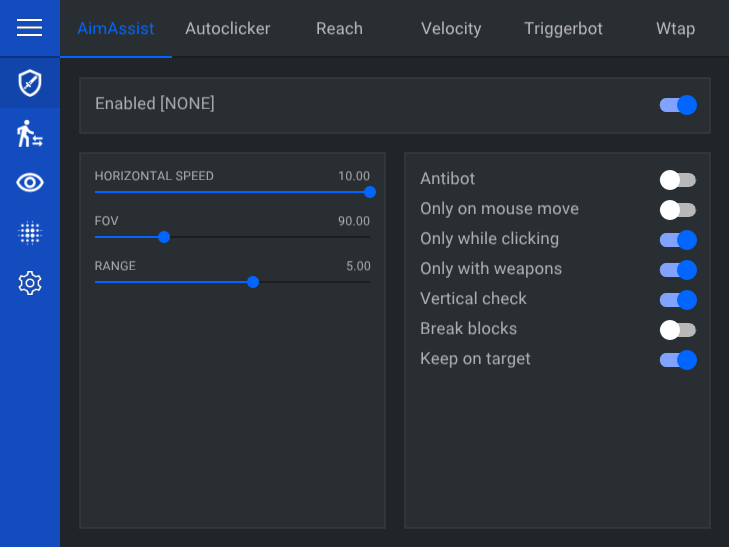 AimAssist Autoclicker Reach Velocity Triggerbot Wtap
Enabled [NONE]
HORIZONTAL SPEED 10.00
FOV 90.00
RANGE 5.00
Antibot
Only on mouse move
Only while clicking
Only with weapons
Vertical check
Break blocks
Keep on target